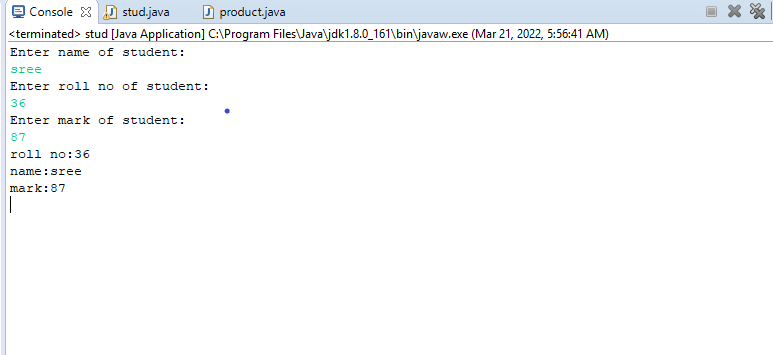 Console stud.java product.java
<terminated> stud [Java Application] C:\Program Files\Java\jdk1.8.0_161\bin\javaw.exe (Mar 21, 2022, 5:56:41 AM)
Enter name of student:
sree
Enter roll no of student:
36
Enter mark of student:
87
roll no:36
name:sree
mark:87